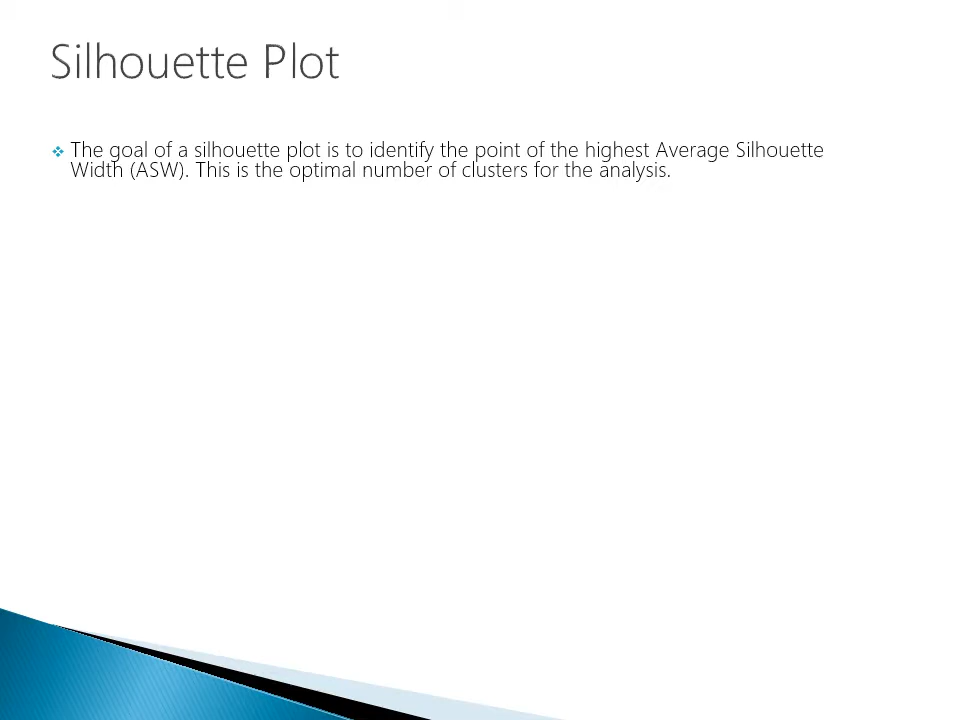 Silhouette Plot
The goal of a silhouette plot is to identify the point of the highest Average Silhouette
Width (ASW). This is the optimal number of clusters for the analysis.